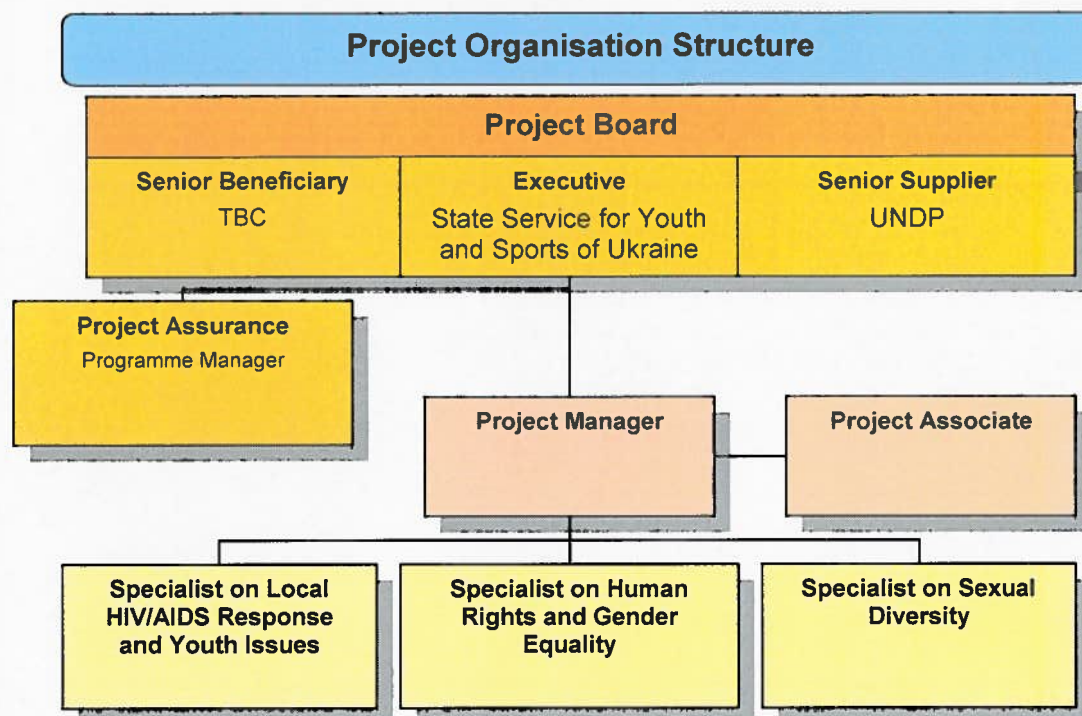 Project Organisation Structure
Project Board
Senior Beneficiary
TBC
Executive
State Service for Youth
and Sports of Ukraine
Senior Supplier
UNDP
Project Assurance
Programme Manager
Project Manager
Project Associate
Specialist on Local
HIV/AIDS Response
and Youth Issues
Specialist on Human
Rights and Gender
Equality
Specialist on Sexual
Diversity